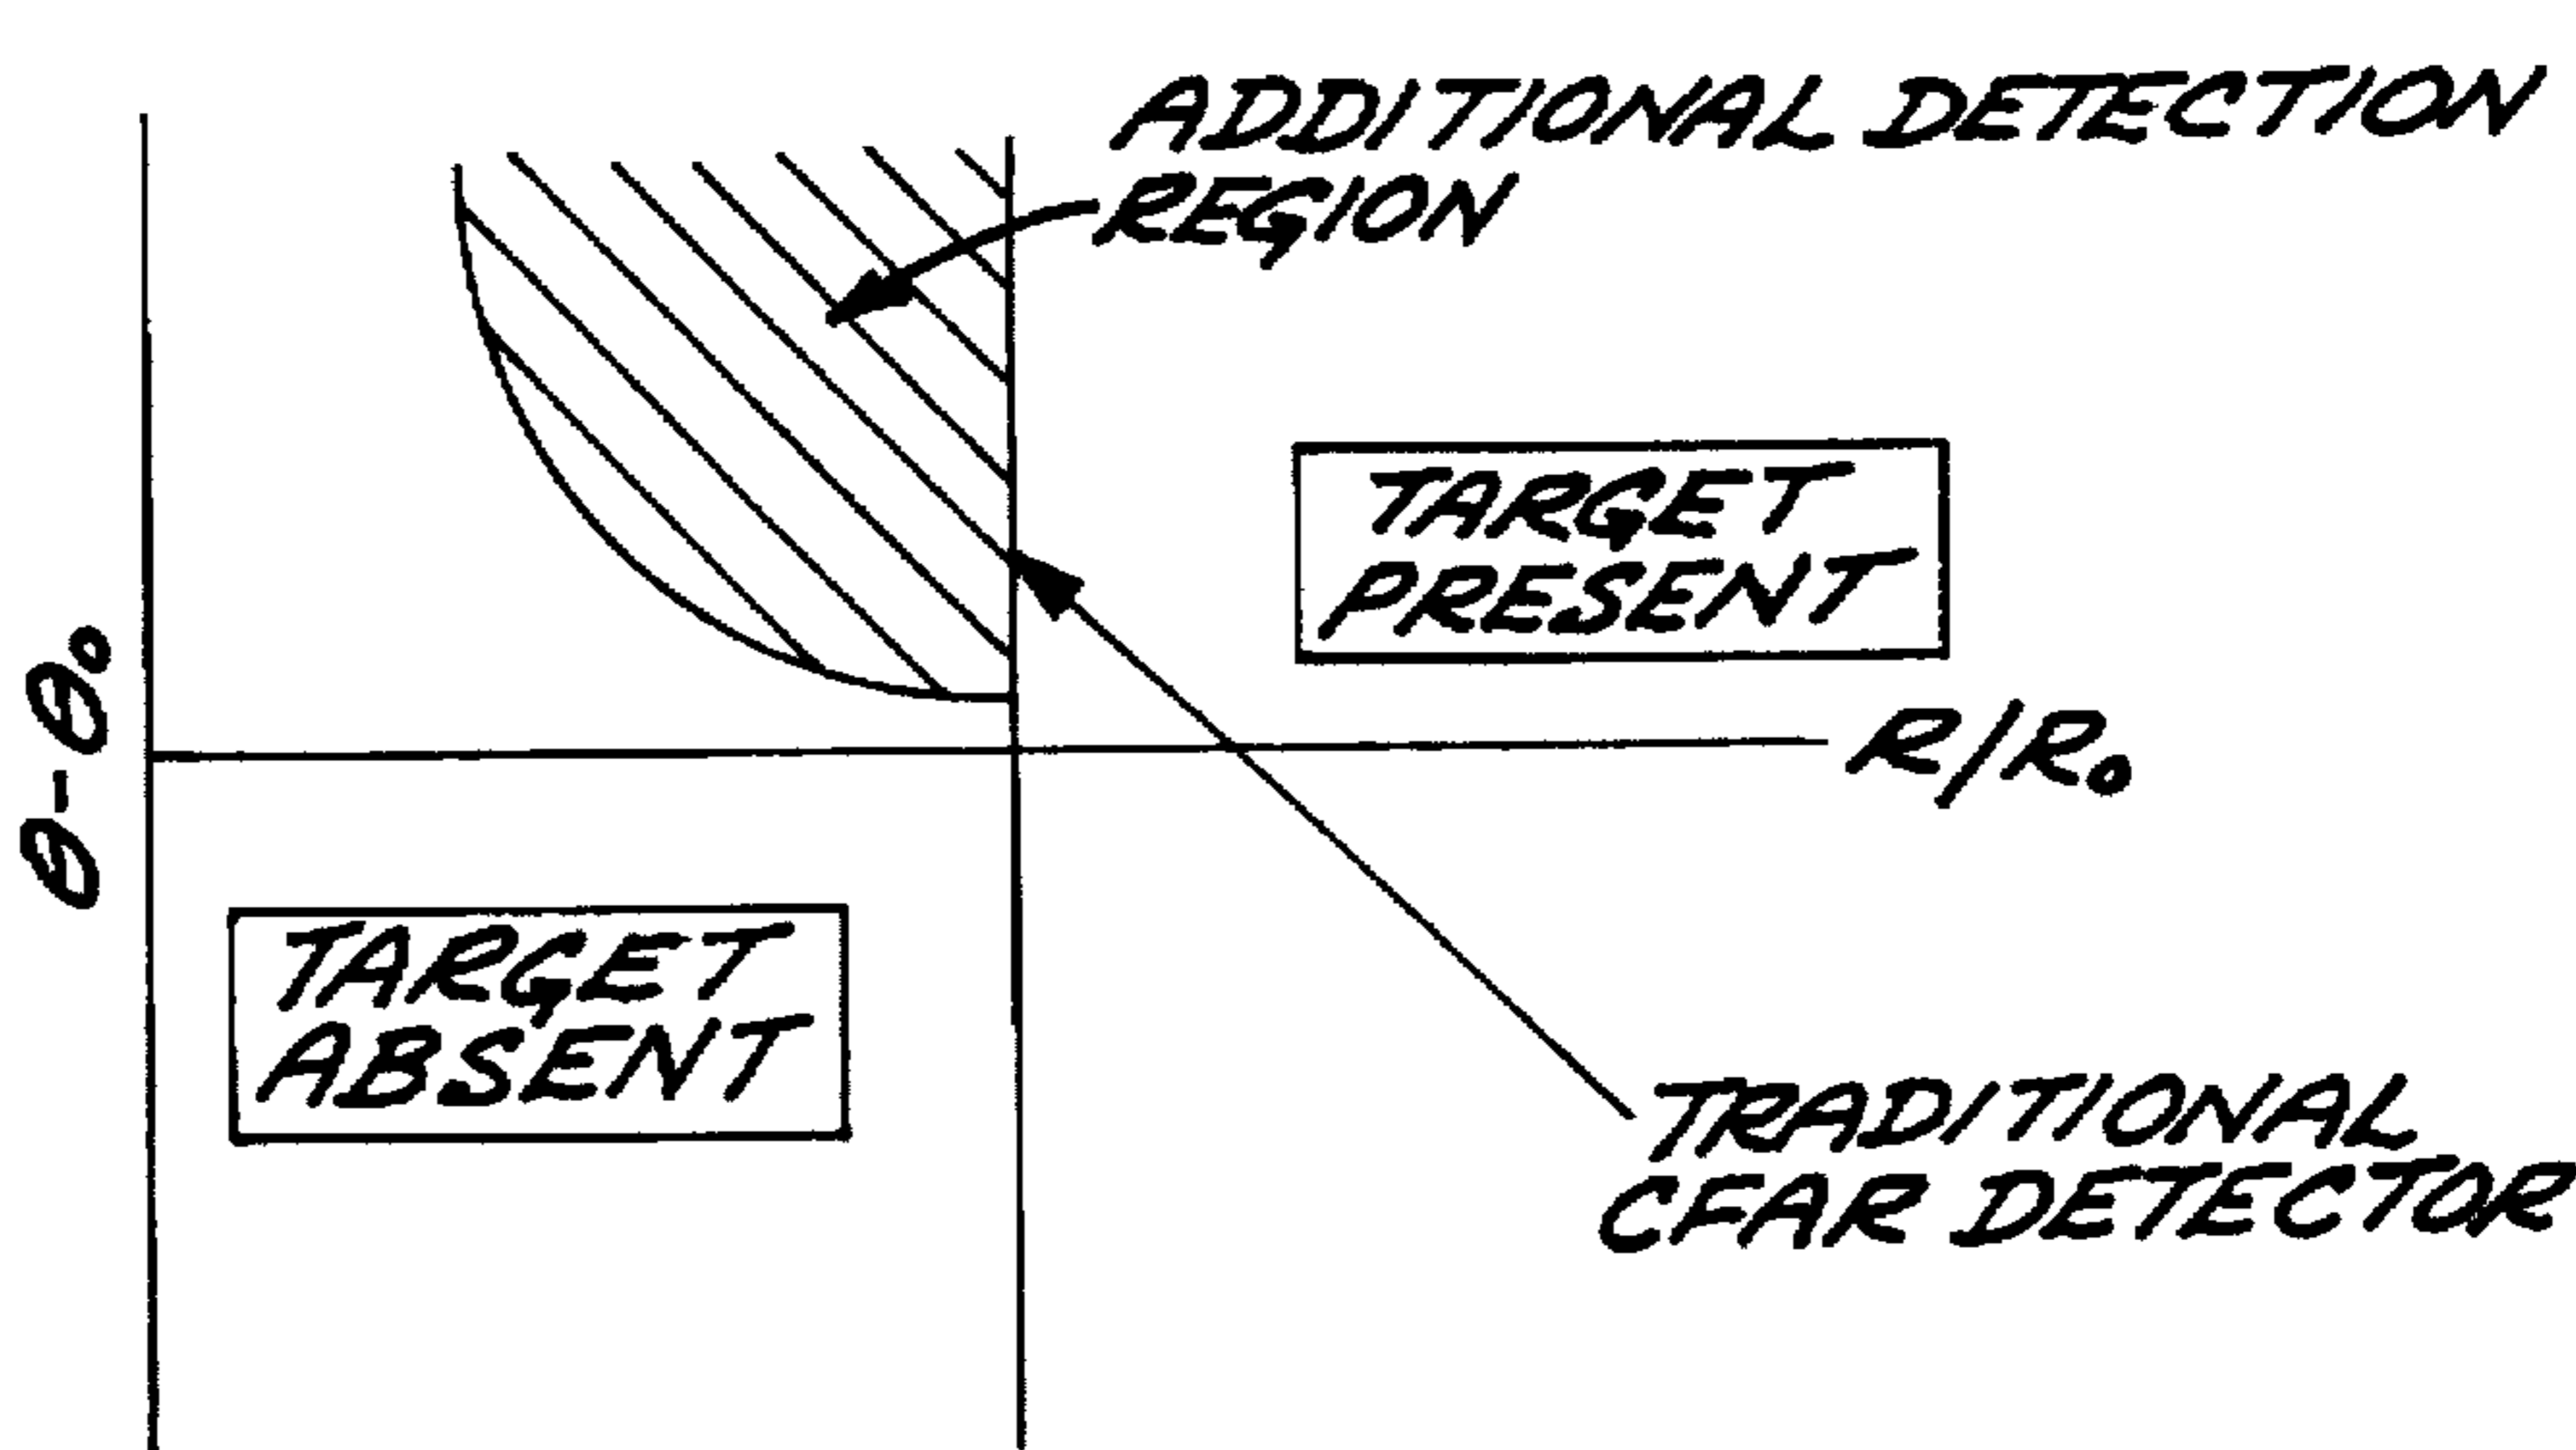 ADDITIONAL DETECTION
REGION
TARGET
PRESENT
θ-θ₀
R/R₀
TARGET
ABSENT
TRADITIONAL
CFAR DETECTOR